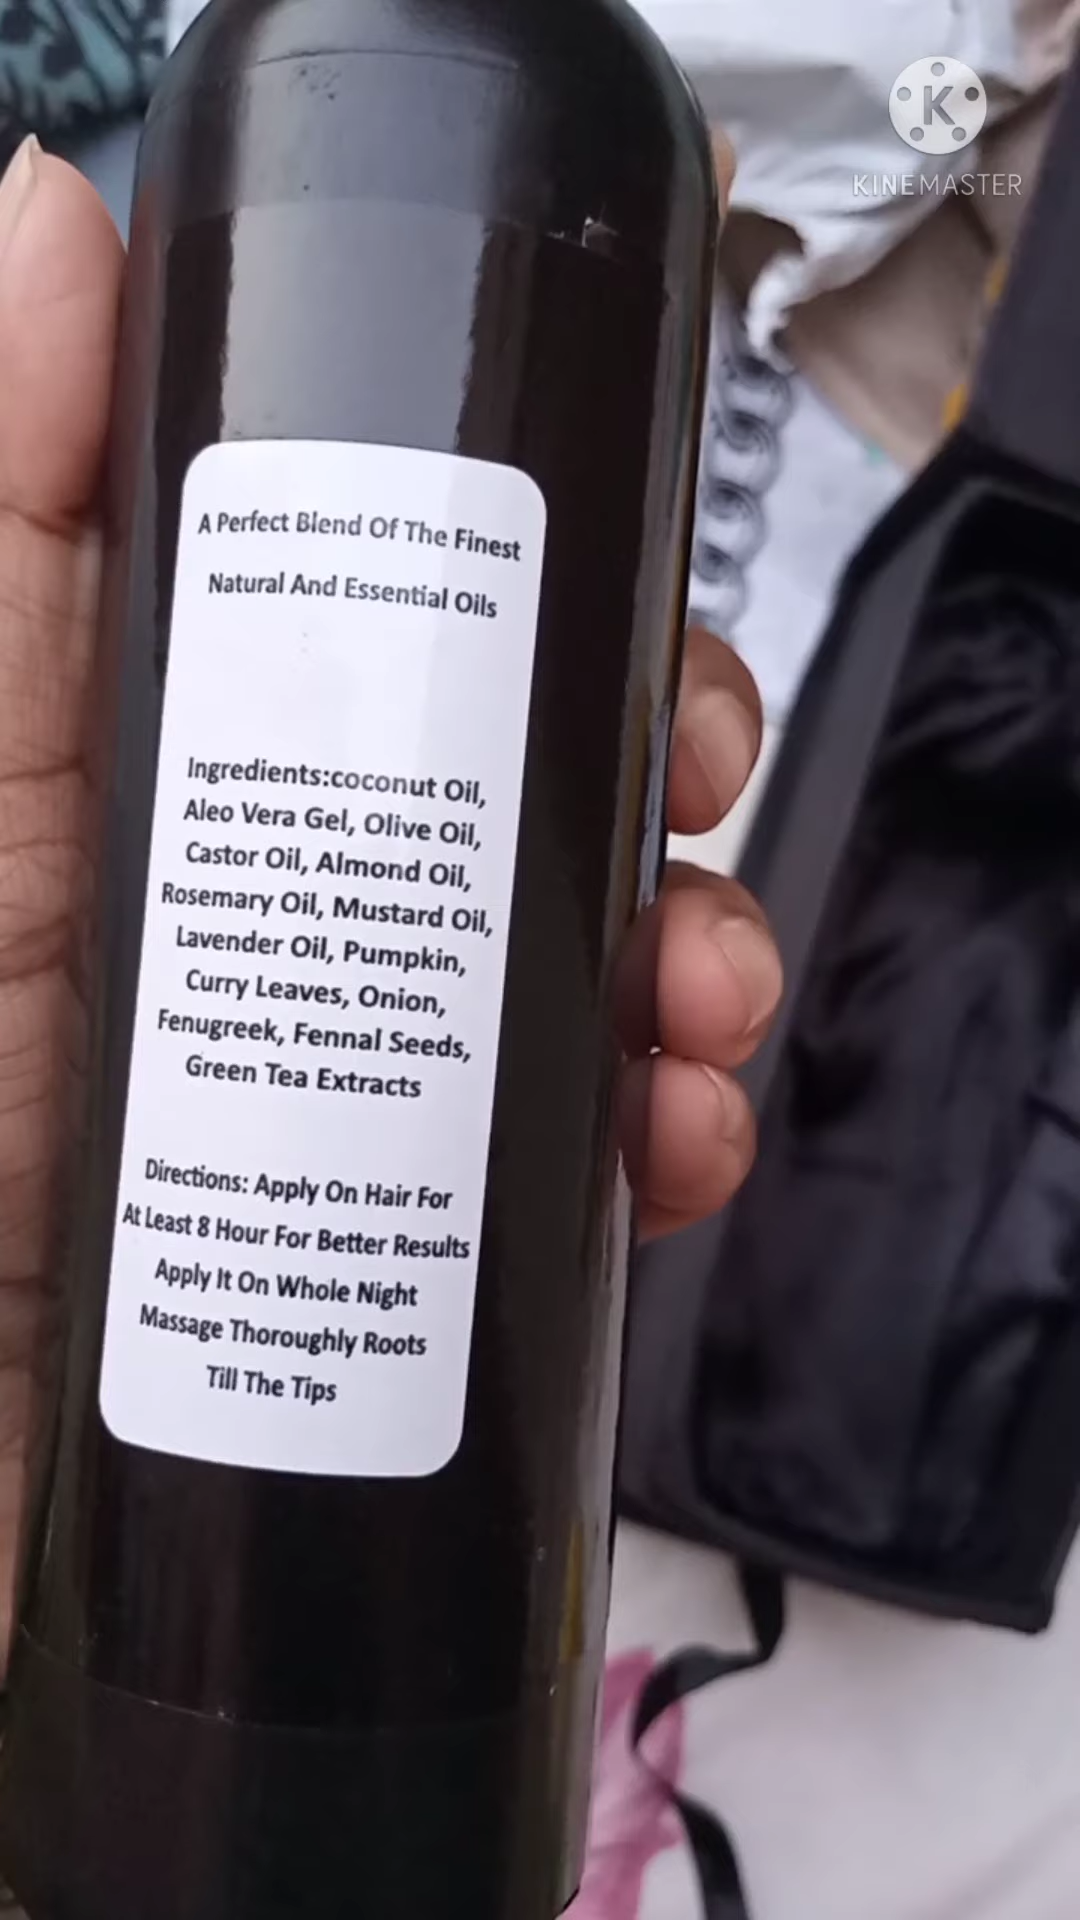 K
KINEMASTER
A Perfect Blend Of The Finest
Natural And Essential Oils
Ingredients:coconut Oil,
Aleo Vera Gel, Olive Oil,
Castor Oil, Almond Oil,
Rosemary Oil, Mustard Oil,
Lavender Oil, Pumpkin,
Curry Leaves, Onion,
Fenugreek, Fennal Seeds,
Green Tea Extracts
Directions: Apply On Hair For
At Least 8 Hour For Better Results
Apply It On Whole Night
Massage Thoroughly Roots
Till The Tips